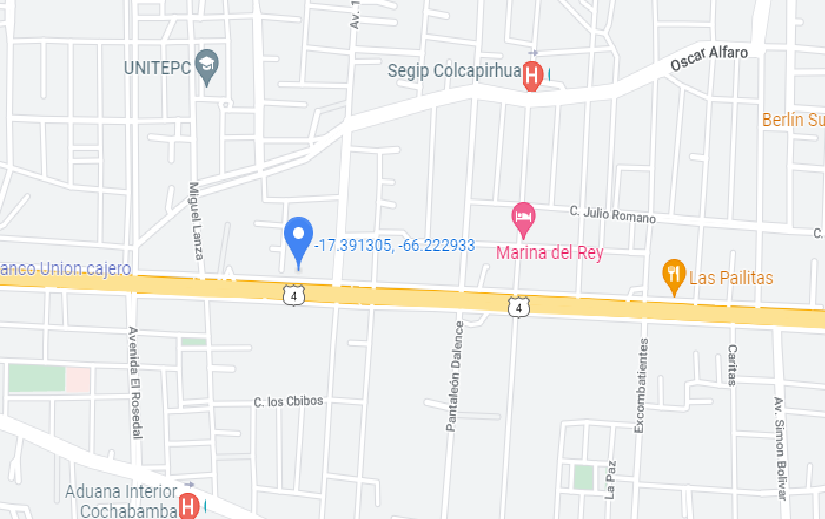 Av. 1
Oscar Alfaro
UNITEPC
Segip Colcapirhua
H
Berlín Su
Miguel Lanza
C. Julio Romano
C.
-17.391305, -66.222933
Marina del Rey
anco Union cajero
Las Pailitas
4
4
Avenida El Rosedal
Pantaleón Dalence
Excombatientes
Caritas
C. los Cbibos
Av. Simon Bolivar
La Paz
Aduana Interior
Cochabamba
H